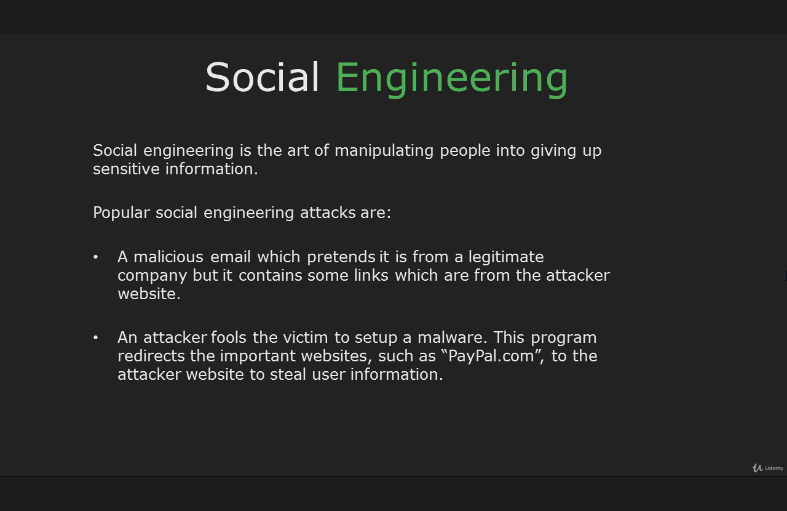 Social Engineering
Social engineering is the art of manipulating people into giving up
sensitive information.
Popular social engineering attacks are:
• A malicious email which pretends it is from a legitimate
company but it contains some links which are from the attacker
website.
• An attacker fools the victim to setup a malware. This program
redirects the important websites, such as “PayPal.com”, to the
attacker website to steal user information.
Udemy